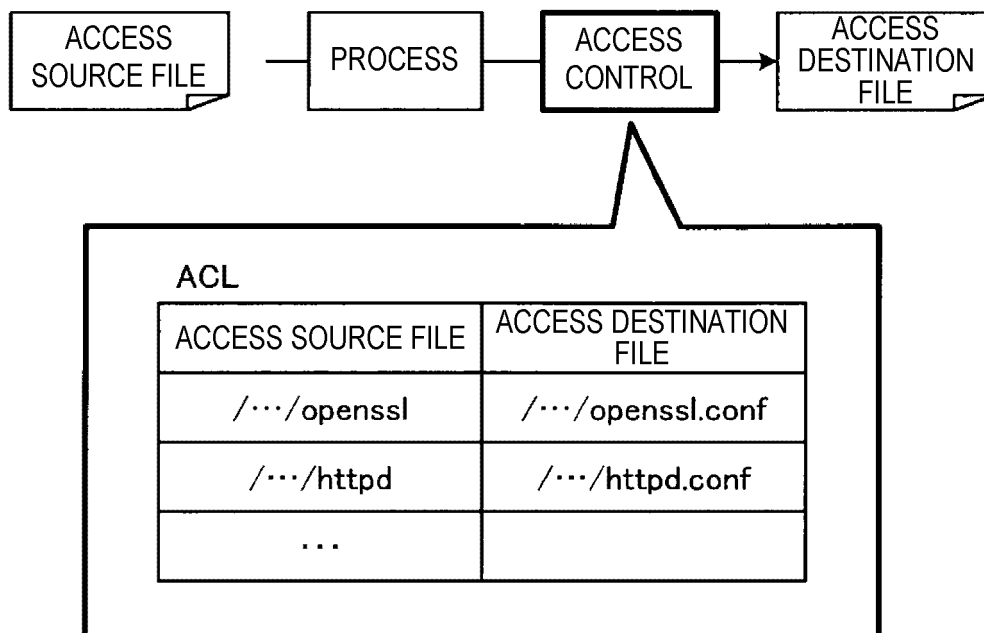 ACCESS
SOURCE FILE
PROCESS
ACCESS
CONTROL
ACCESS
DESTINATION
FILE
ACL
ACCESS SOURCE FILE
ACCESS DESTINATION
FILE
/···/openssl
/···/openssl.conf
/···/httpd
/···/httpd.conf
···